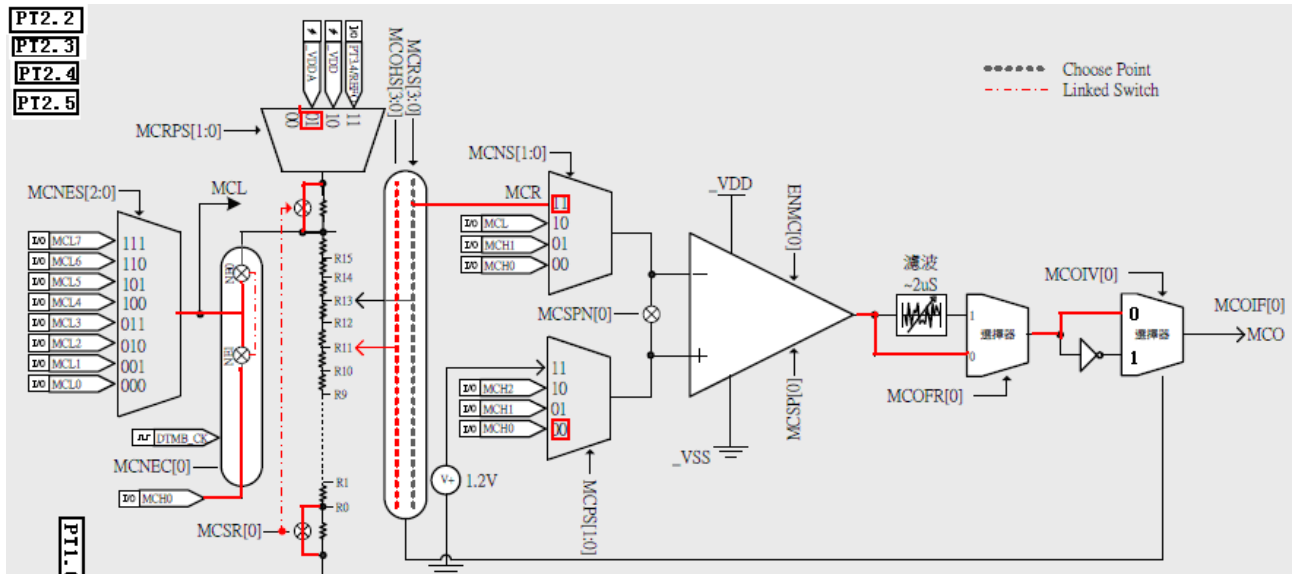 PT2.2
PT2.3
PT2.4
PT2.5
I/O PT3.4/
_VDD
_VDDA
MCRS[3:0]
MCOHS[3:0]
Choose Point
Linked Switch
MCRPS[1:0]
00
01
10
11
MCNS[1:0]
MCNES[2:0]
MCL
MCR
11
I/O MCL 10
I/O MCH1 01
I/O MCH0 00
_VDD
ENMC[0]
I/O MCL7 111
I/O MCL6 110
I/O MCL5 101
I/O MCL4 100
I/O MCL3 011
I/O MCL2 010
I/O MCL1 001
I/O MCL0 000
R15
R14
R13
R12
R11
R10
R9
R1
R0
濾波
~2uS
MCOIV[0]
MCOIF[0]
MCO
1
0
選擇器
0
1
選擇器
MCSPN[0]
MCOFR[0]
11
I/O MCH2 10
I/O MCH1 01
I/O MCH0 00
MCSP[0]
_VSS
DTMB_CK
MCNEC[0]
V+
1.2V
I/O MCH0
MCPS[1:0]
MCSR[0]